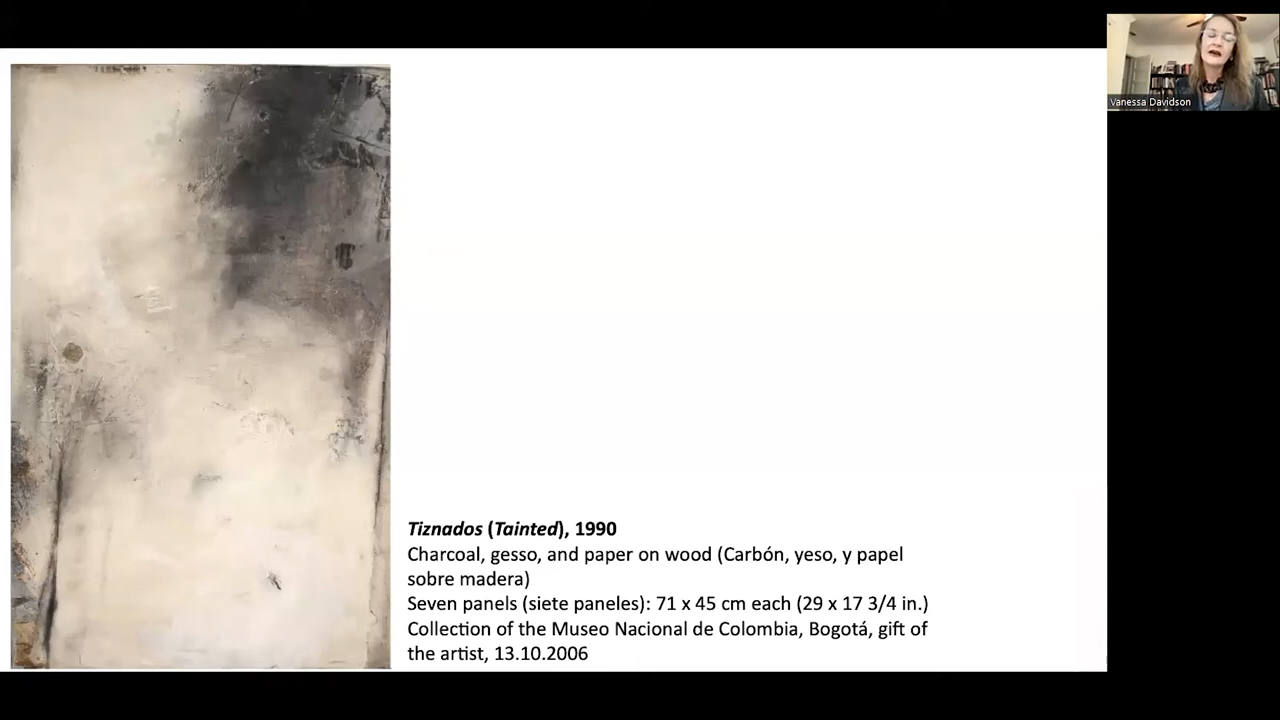 Vanessa Davidson
Tiznados (Tainted), 1990
Charcoal, gesso, and paper on wood (Carbón, yeso, y papel
sobre madera)
Seven panels (siete paneles): 71 x 45 cm each (29 x 17 3/4 in.)
Collection of the Museo Nacional de Colombia, Bogotá, gift of
the artist, 13.10.2006